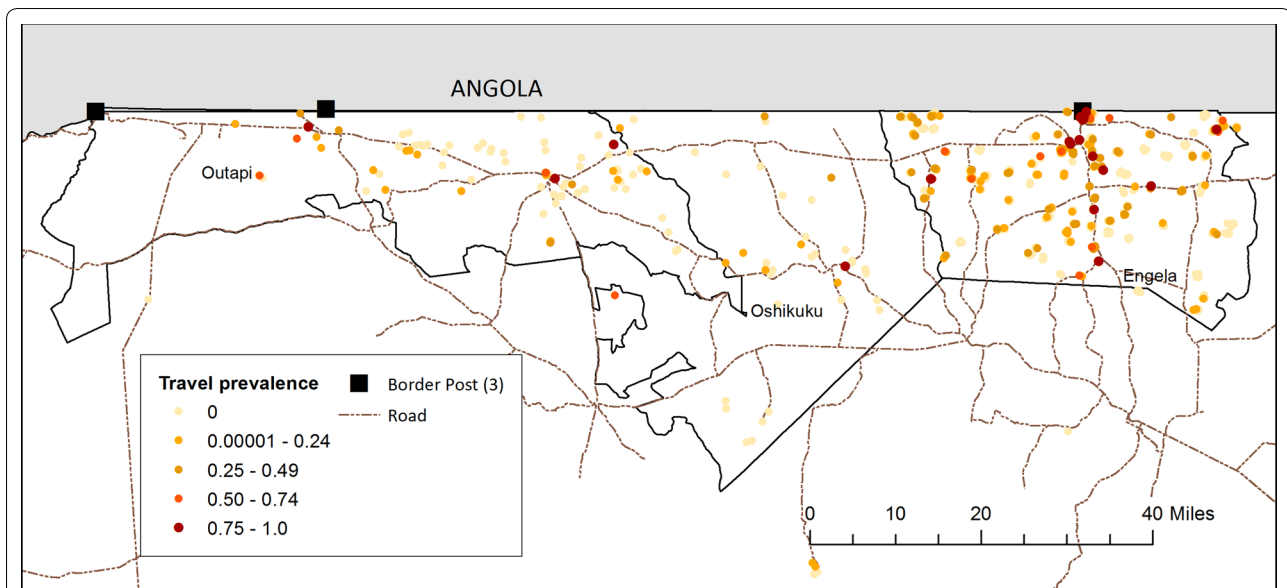 ANGOLA
Outapi
Engela
Oshikuku
Travel prevalence
0
0.00001 - 0.24
0.25 - 0.49
0.50 - 0.74
0.75 - 1.0
Border Post (3)
Road
0 10 20 40 Miles